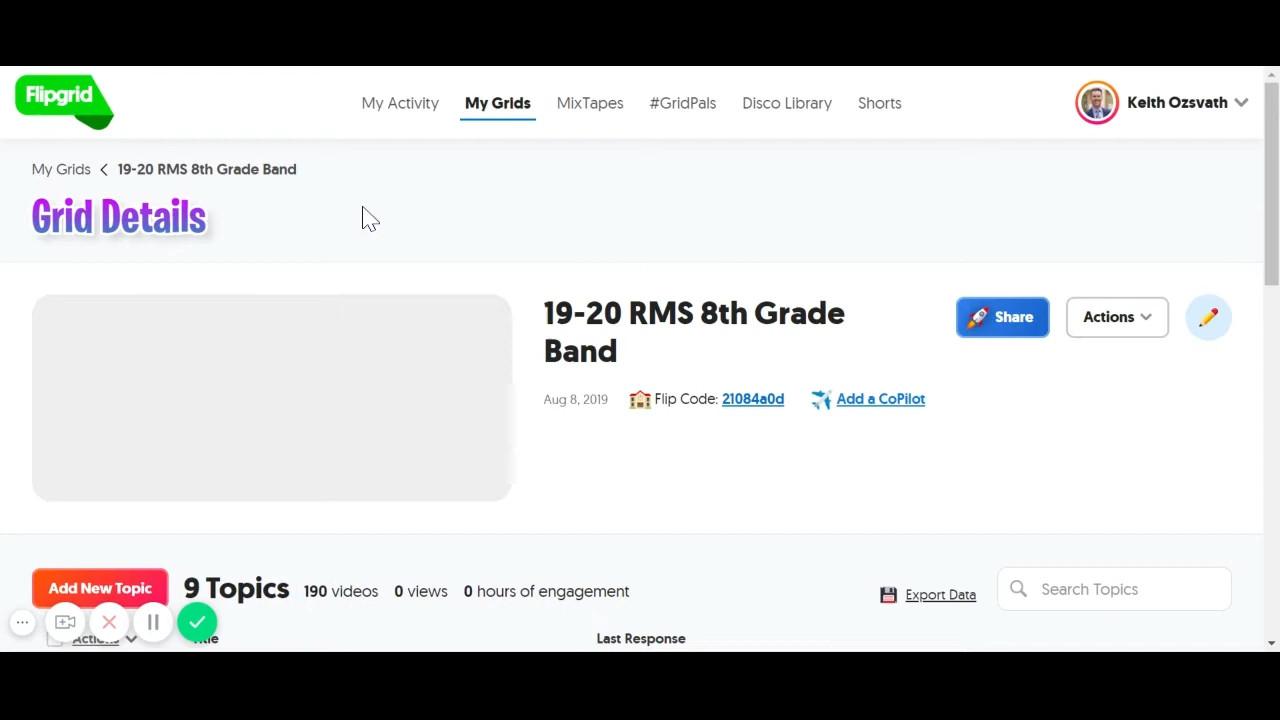 Flipgrid
My Activity My Grids MixTapes #GridPals Disco Library Shorts Keith Ozsvath
My Grids < 19-20 RMS 8th Grade Band
Grid Details
19-20 RMS 8th Grade
Band
Share Actions
Aug 8, 2019 Flip Code: 21084a0d Add a CoPilot
Add New Topic 9 Topics 190 videos 0 views 0 hours of engagement Export Data Search Topics
Actions Title Last Response